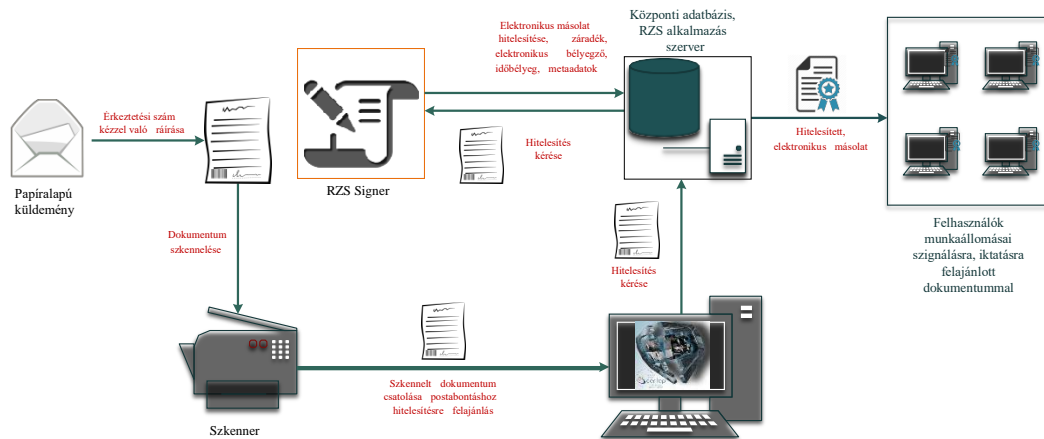 Elektronikus másolat
hitelesítése, záradék,
elektronikus bélyegző,
időbélyeg, metaadatok
Központi adatbázis,
RZS alkalmazás
szerver
Érkeztetési szám
kézzel való ráírása
Hitelesítés
kérése
Hitelesített,
elektronikus másolat
Papíralapú
küldemény
RZS Signer
Dokumentum
szkennelése
Hitelesítés
kérése
Felhasználók
munkaállomásai
szignálásra, iktatásra
felajánlott
dokumentummal
Szkennelt dokumentum
csatolása postabontáshoz
hitelesítésre felajánlás
Szkenner